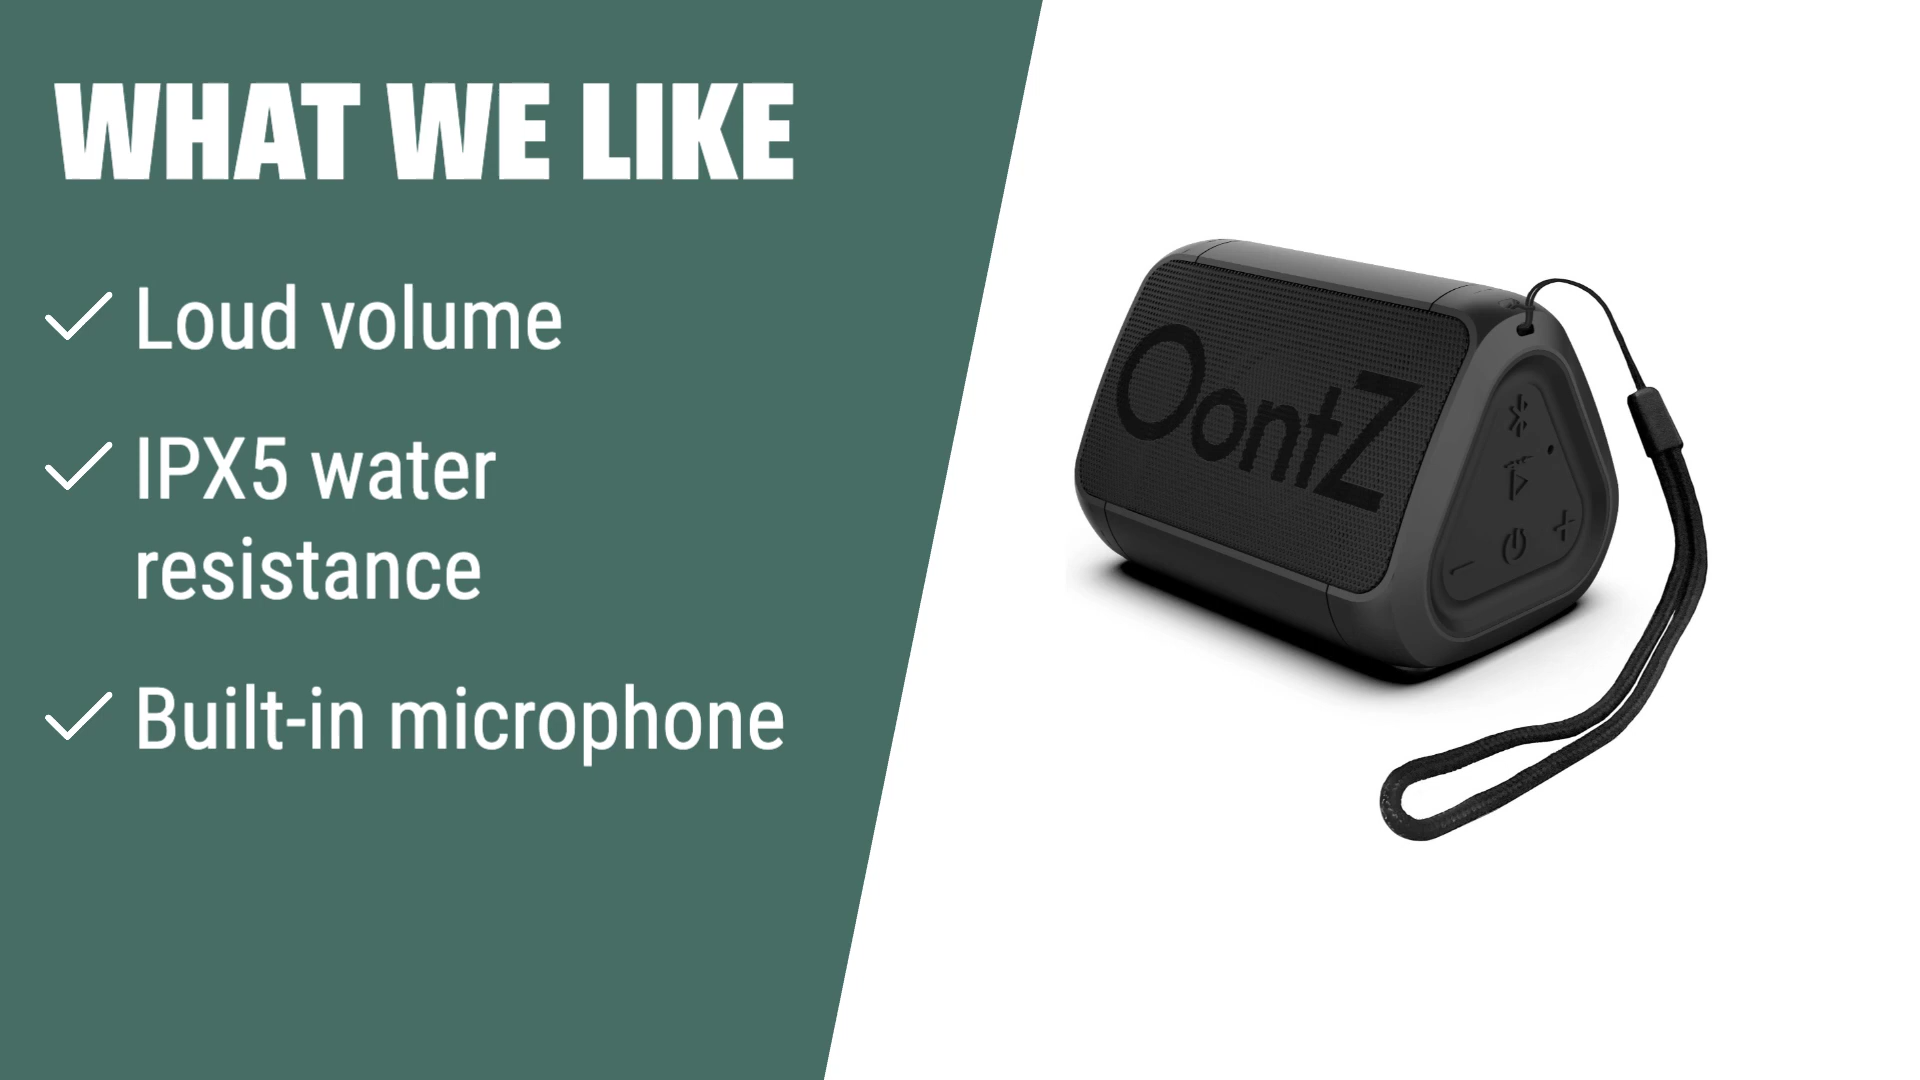 WHAT WE LIKE
Loud volume
IPX5 water
resistance
Built-in microphone
OontZ